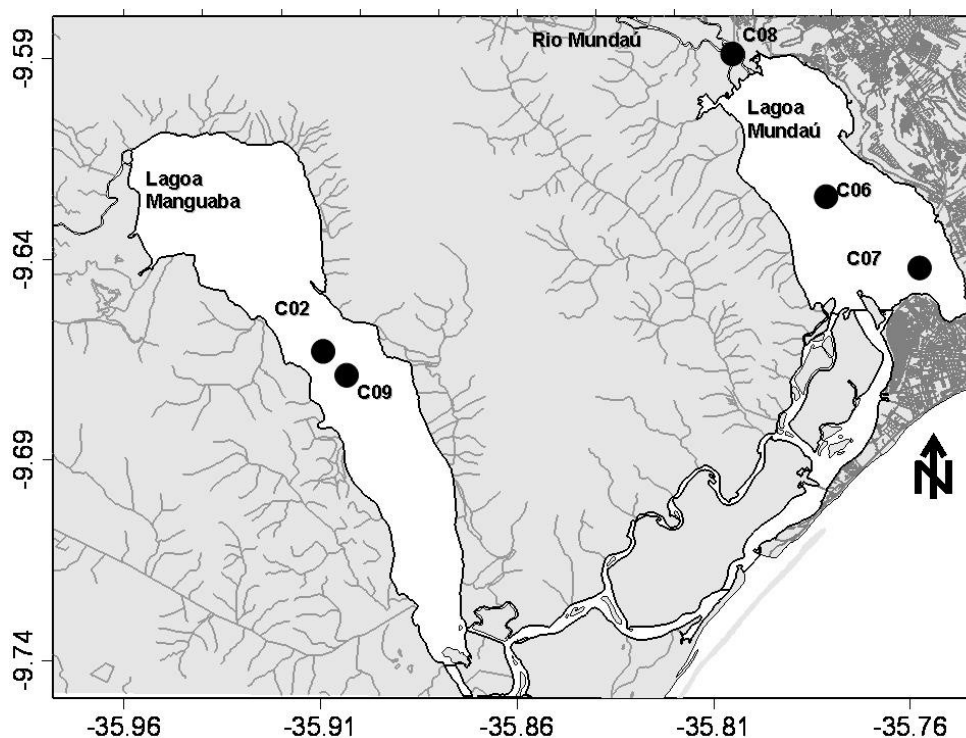 Rio Mundaú
C08
-9.59
Lagoa
Mundaú
Lagoa
Manguaba
C06
-9.64
C07
C02
C09
-9.69
N
-9.74
-35.96
-35.91
-35.86
-35.81
-35.76